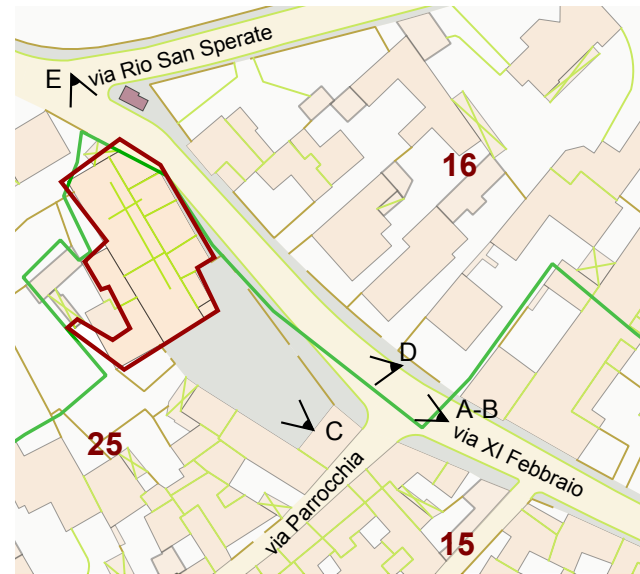 E
via Rio San Sperate
16
D
A-B
C
via XI Febbraio
25
via Parrocchia
15